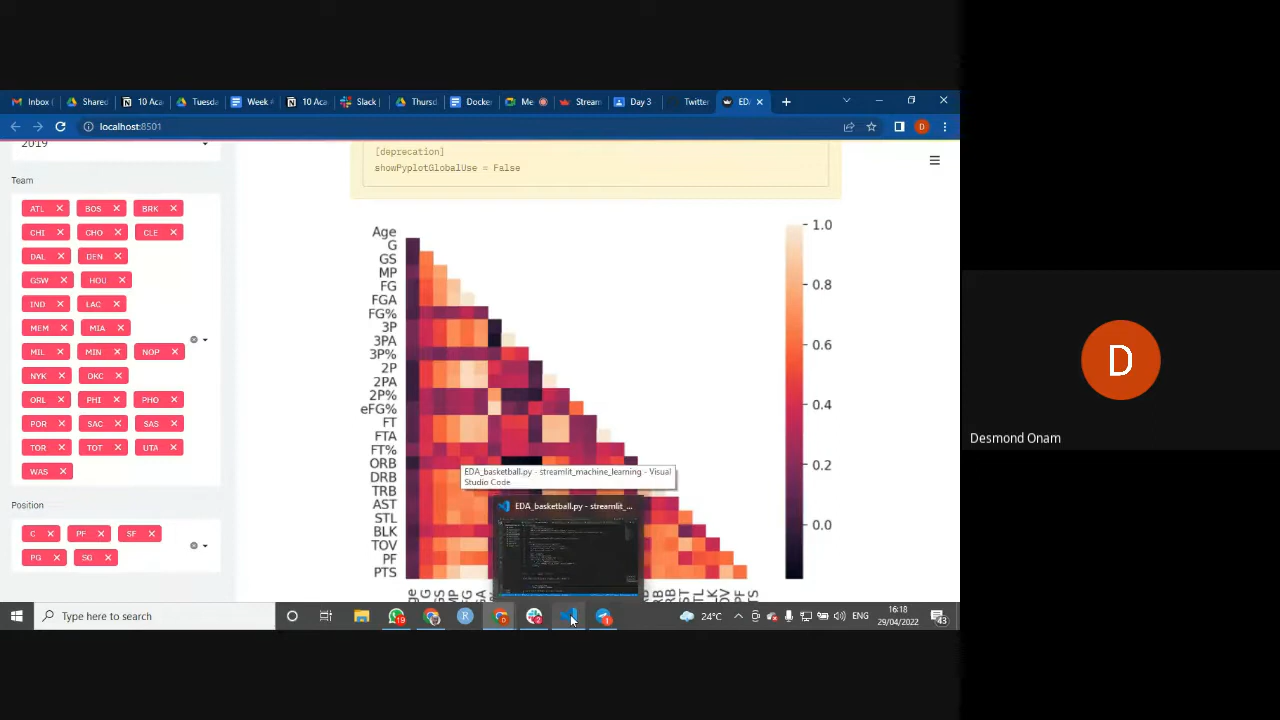 Inbox (
Shared
10 Aca
Tuesda
Week
10 Aca
Slack |
Thursd
Docke
Me
Stream
Day 3
Twitter
ED
localhost:8501
2019
[deprecation]
showPyplotGlobalUse = False
Team
ATL
BOS
BRK
CHI
CHO
CLE
DAL
DEN
GSW
HOU
IND
LAC
MEM
MIA
MIL
MIN
NOP
NYK
OKC
ORL
PHI
PHO
POR
SAC
SAS
TOR
TOT
UTA
WAS
Position
C
PF
SF
PG
SG
Age
G
GS
MP
FG
FGA
FG%
3P
3PA
3P%
2P
2PA
2P%
eFG%
FT
FTA
FT%
ORB
DRB
TRB
AST
STL
BLK
TOV
PF
PTS
1.0
0.8
0.6
0.4
0.2
0.0
EDA_basketball.py - streamlit_machine_learning - Visual
Studio Code
EDA_basketball.py - streamlit_...
Type here to search
19
2
1
24°C
ENG
16:18
29/04/2022
43
D
Desmond Onam